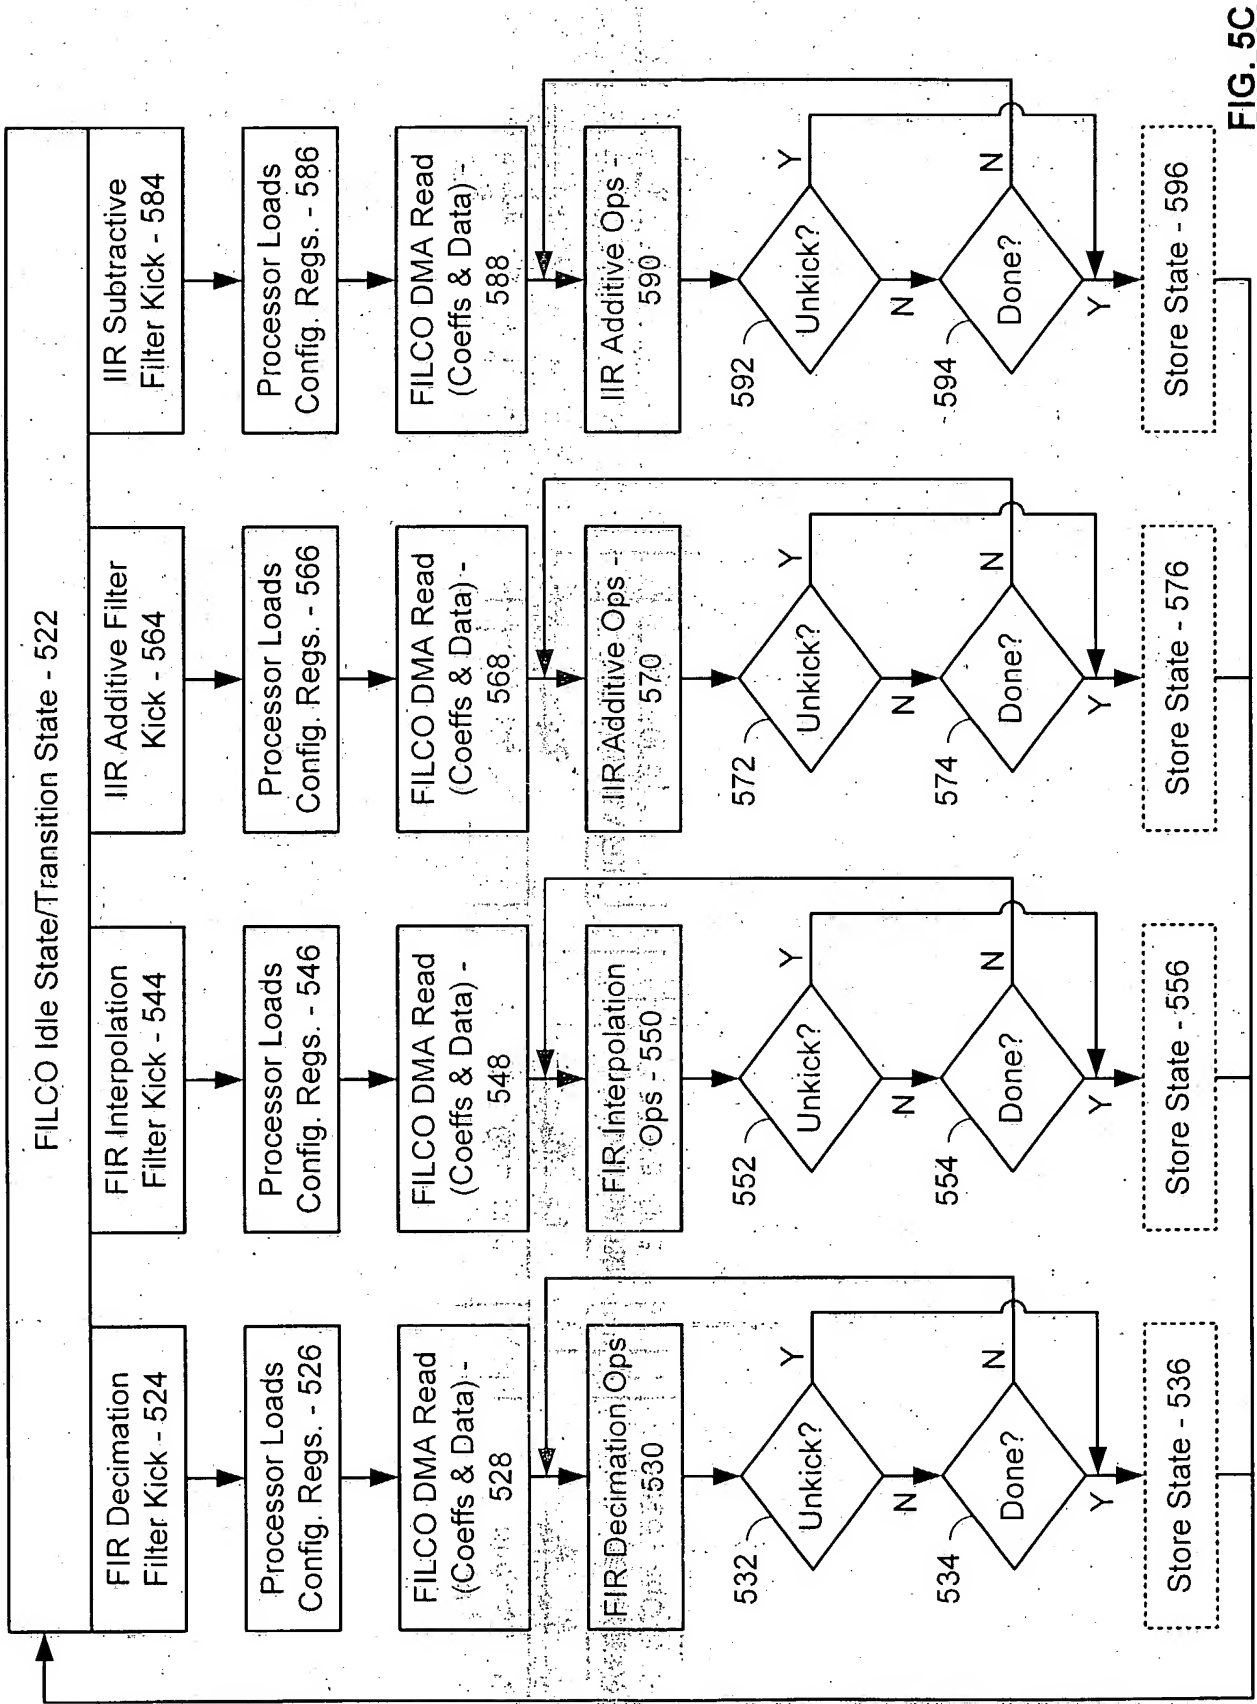 FILCO Idle State/Transition State - 522
FIR Decimation
Filter Kick - 524
Processor Loads
Config. Regs. - 526
FILCO DMA Read
(Coeffs & Data) -
528
FIR Decimation Ops
- 530
Unkick?
532
Y
N
Done?
534
N
Y
Store State - 536
FIR Interpolation
Filter Kick - 544
Processor Loads
Config. Regs. - 546
FILCO DMA Read
(Coeffs & Data) -
548
FIR Interpolation
Ops - 550
Unkick?
552
Y
N
Done?
554
N
Y
Store State - 556
IIR Additive Filter
Kick - 564
Processor Loads
Config. Regs. - 566
FILCO DMA Read
(Coeffs & Data) -
568
IIR Additive Ops -
570
Unkick?
572
Y
N
Done?
574
N
Y
Store State - 576
IIR Subtractive
Filter Kick - 584
Processor Loads
Config. Regs. - 586
FILCO DMA Read
(Coeffs & Data) -
588
IIR Additive Ops -
590
Unkick?
592
Y
N
Done?
594
N
Y
Store State - 596
FIG. 5C